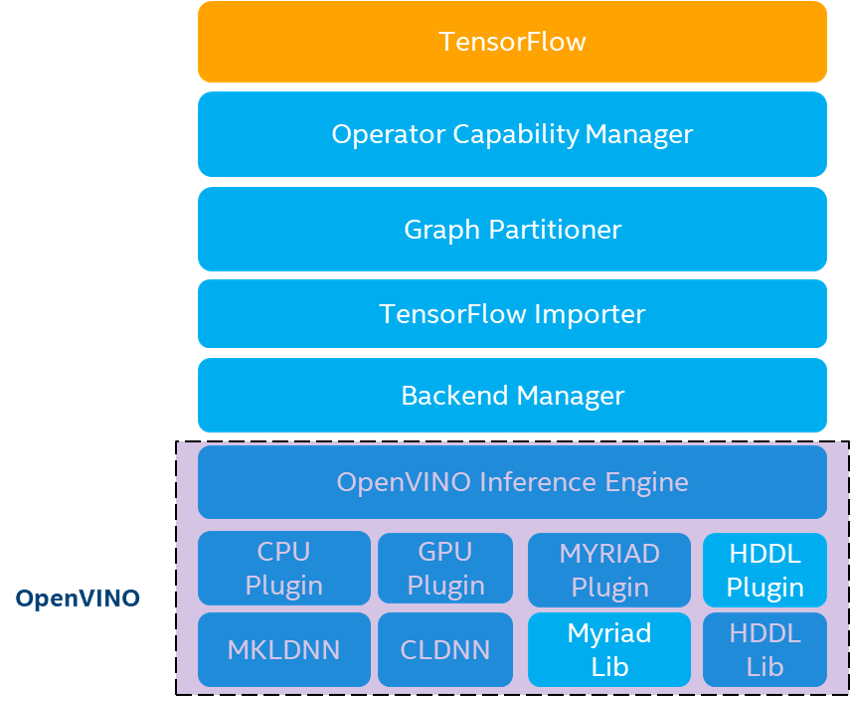 TensorFlow
Operator Capability Manager
Graph Partitioner
TensorFlow Importer
Backend Manager
OpenVINO Inference Engine
CPU
Plugin
GPU
Plugin
MYRIAD
Plugin
HDDL
Plugin
OpenVINO
MKLDNN
CLDNN
Myriad
Lib
HDDL
Lib